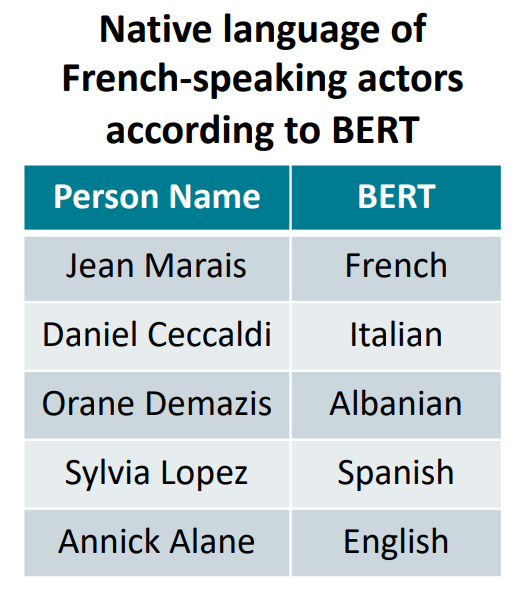 Native language of
French-speaking actors
according to BERT
Person Name BERT
Jean Marais French
Daniel Ceccaldi Italian
Orane Demazis Albanian
Sylvia Lopez Spanish
Annick Alane English